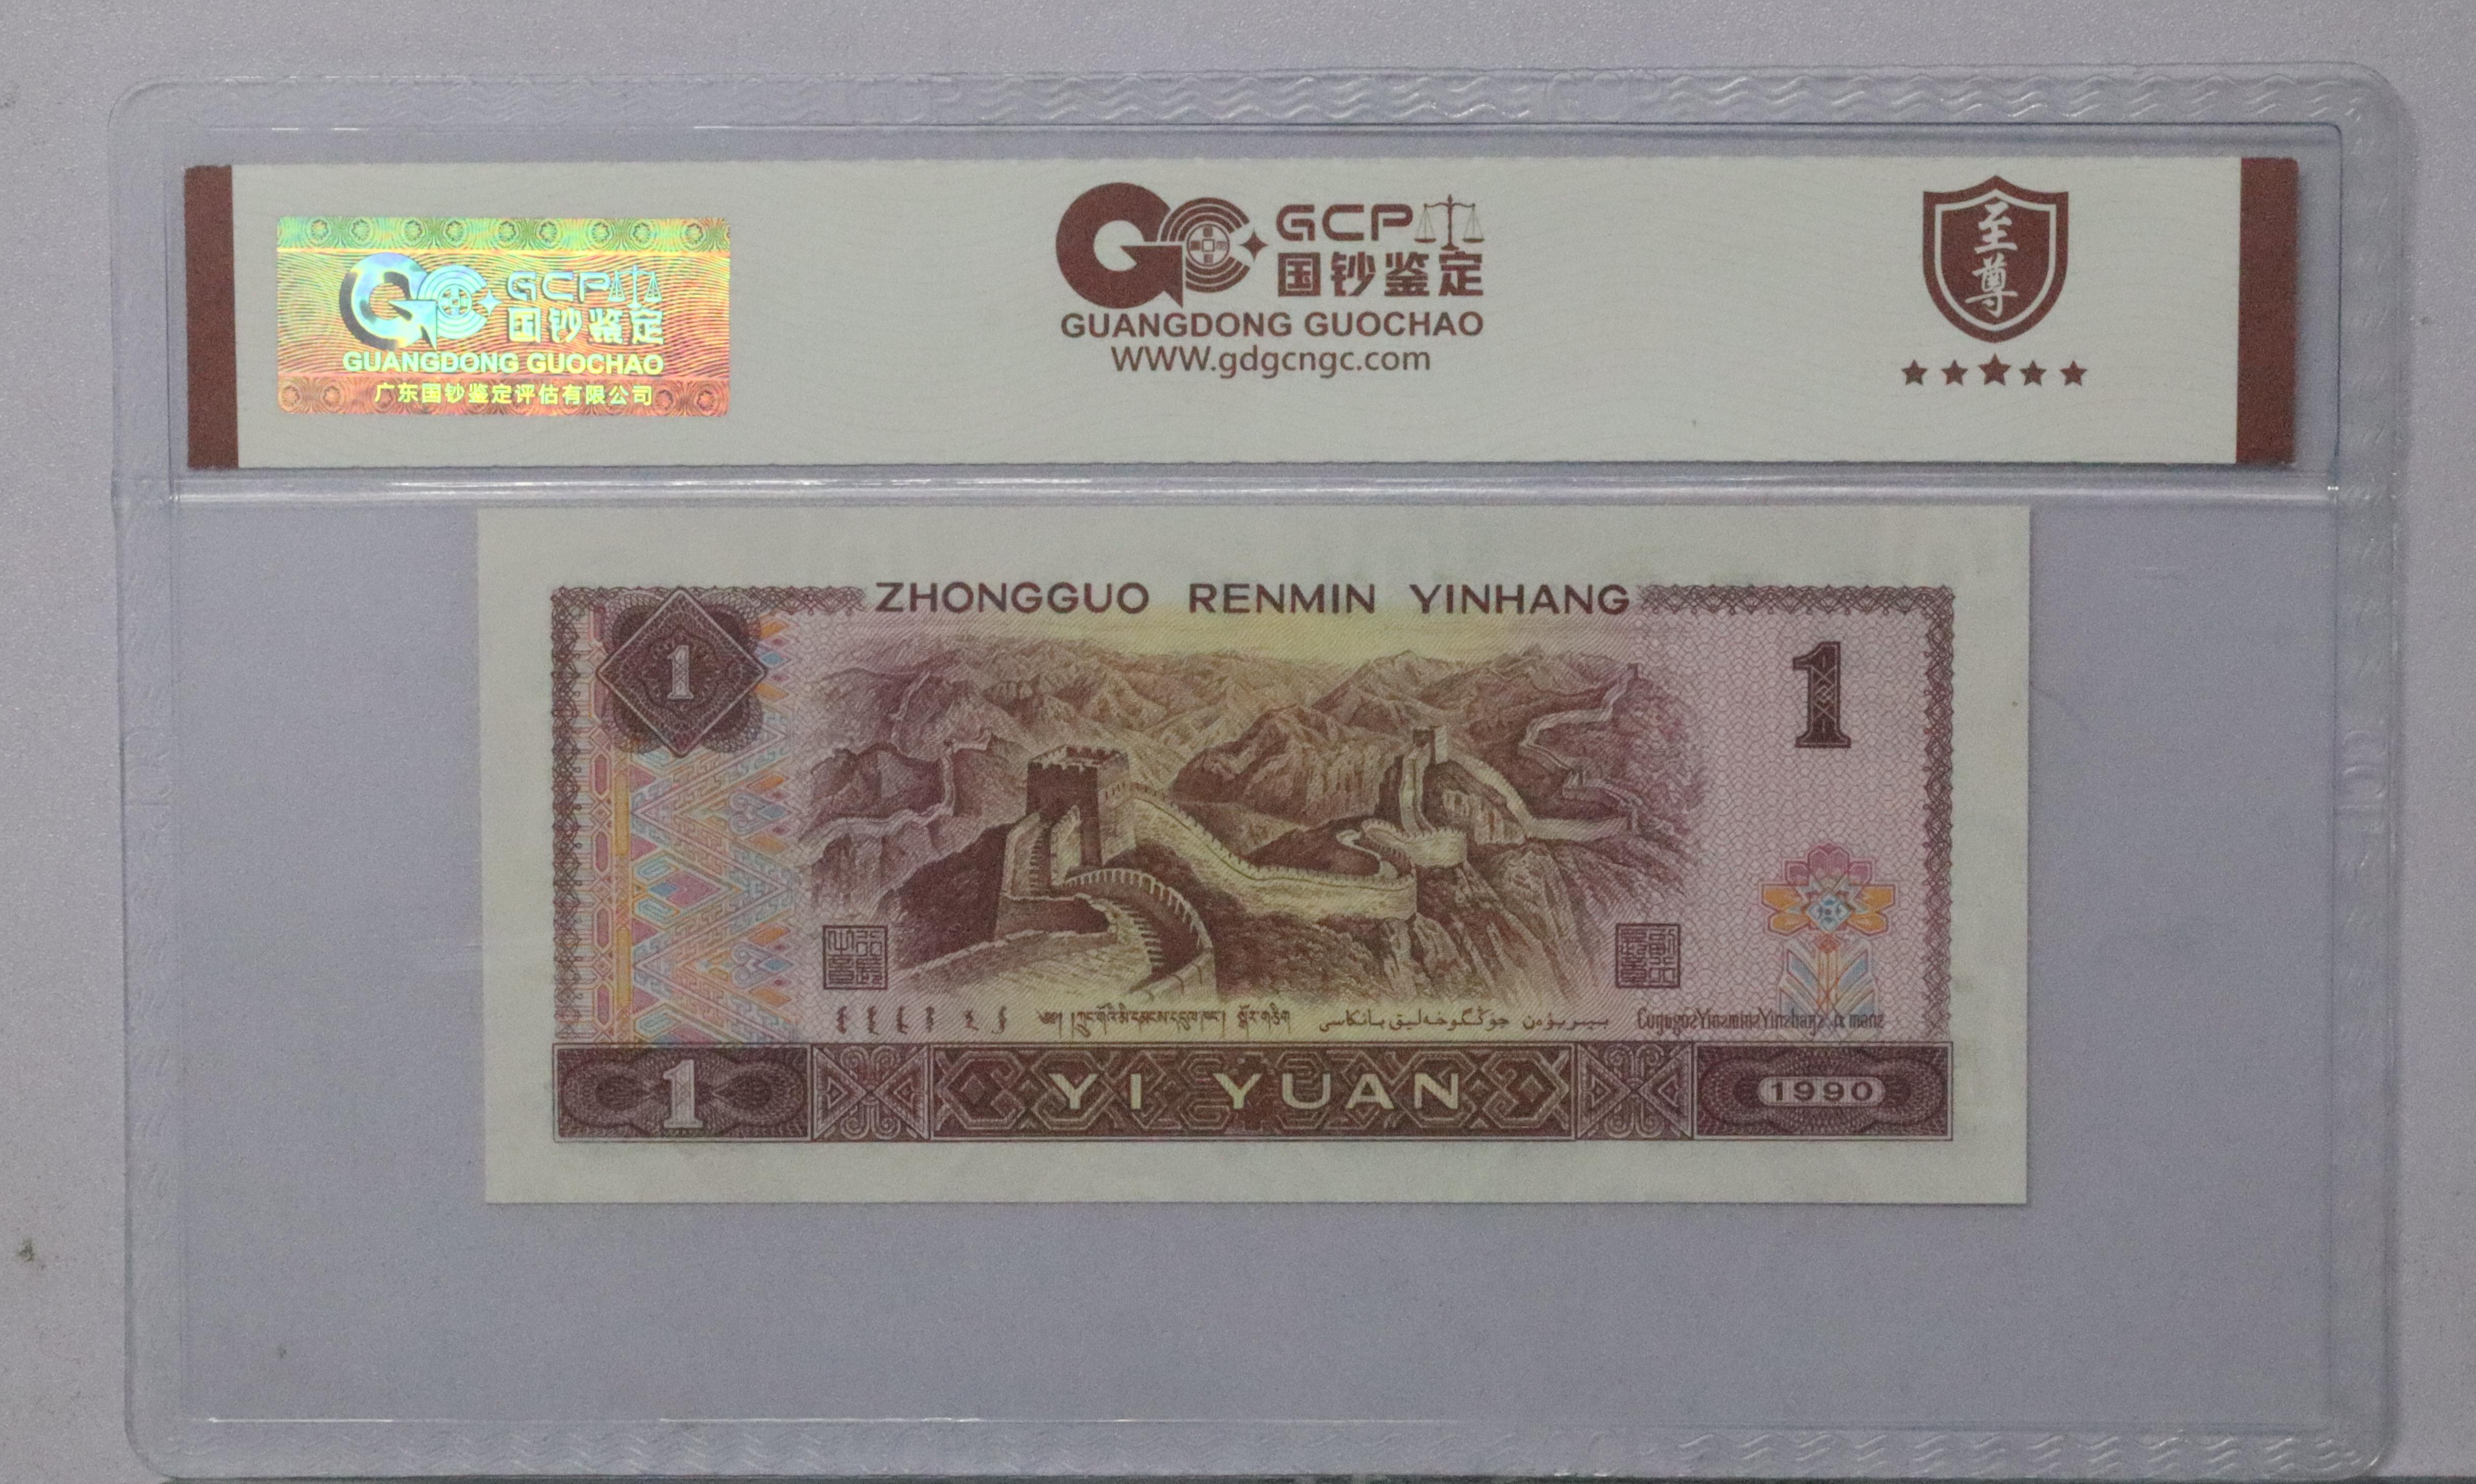 GCP
国钞鉴定
GUANGDONG GUOCHAO
广东国钞鉴定评估有限公司
GCP
国钞鉴定
GUANGDONG GUOCHAO
WWW.gdgcngc.com
至
尊
ZHONGGUO RENMIN YINHANG
1
1
1
YI YUAN
1990